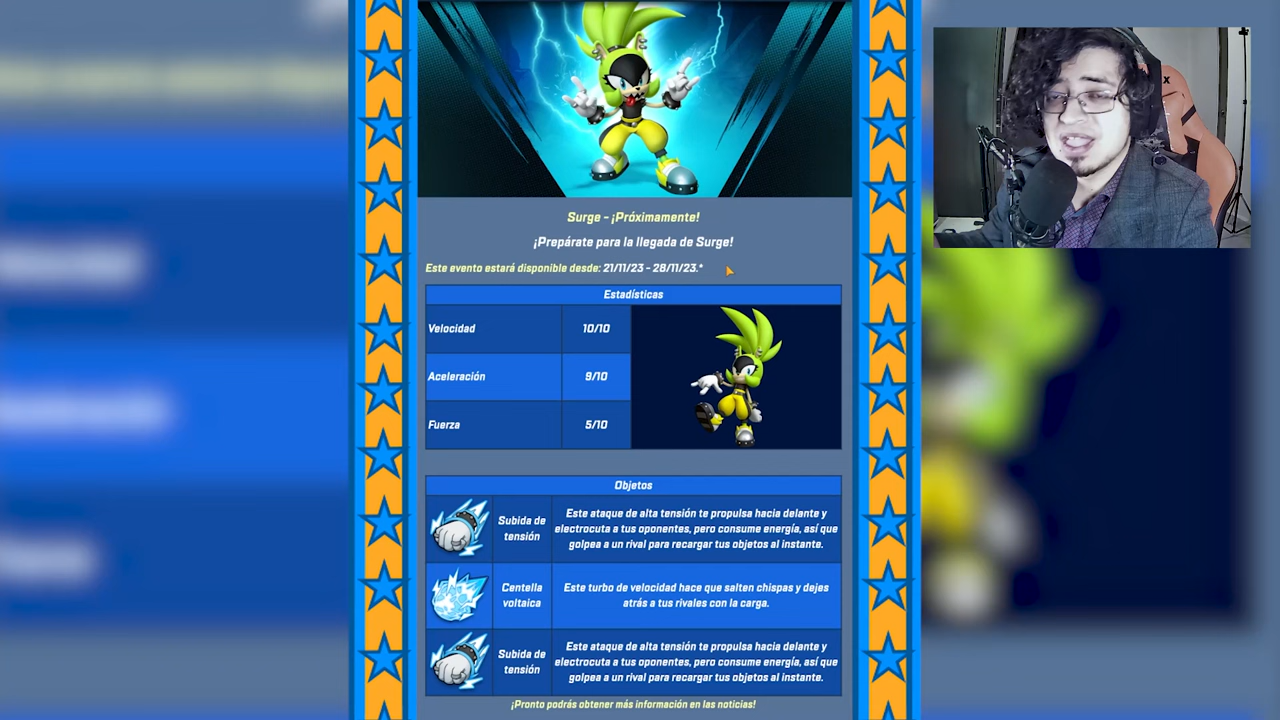 Surge - ¡Próximamente!
¡Prepárate para la llegada de Surge!
Este evento estará disponible desde: 21/11/23 - 28/11/23.*
Estadísticas
Velocidad 10/10
Aceleración 9/10
Fuerza 5/10
Objetos
Subida de tensión
Este ataque de alta tensión te propulsa hacia delante y
electrocuta a tus oponentes, pero consume energía, así que
golpea a un rival para recargar tus objetos al instante.
Centella voltaica
Este turbo de velocidad hace que salten chispas y dejes
atrás a tus rivales con la carga.
Subida de tensión
Este ataque de alta tensión te propulsa hacia delante y
electrocuta a tus oponentes, pero consume energía, así que
golpea a un rival para recargar tus objetos al instante.
¡Pronto podrás obtener más información en las noticias!
X